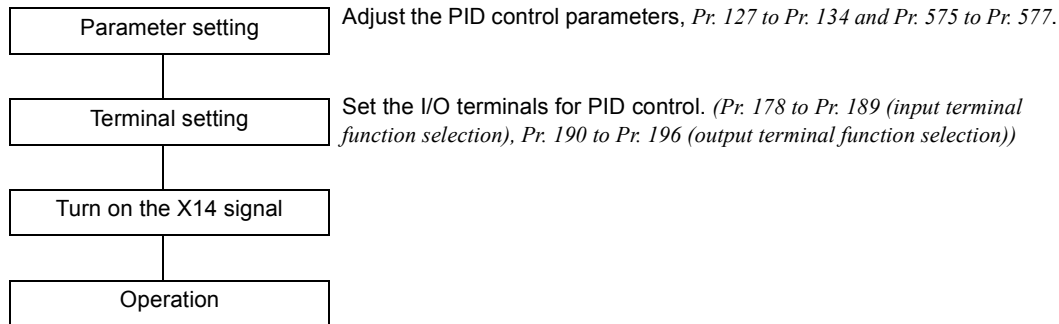 Parameter setting
Adjust the PID control parameters, Pr. 127 to Pr. 134 and Pr. 575 to Pr. 577.
Terminal setting
Set the I/O terminals for PID control. (Pr. 178 to Pr. 189 (input terminal
function selection), Pr. 190 to Pr. 196 (output terminal function selection))
Turn on the X14 signal
Operation